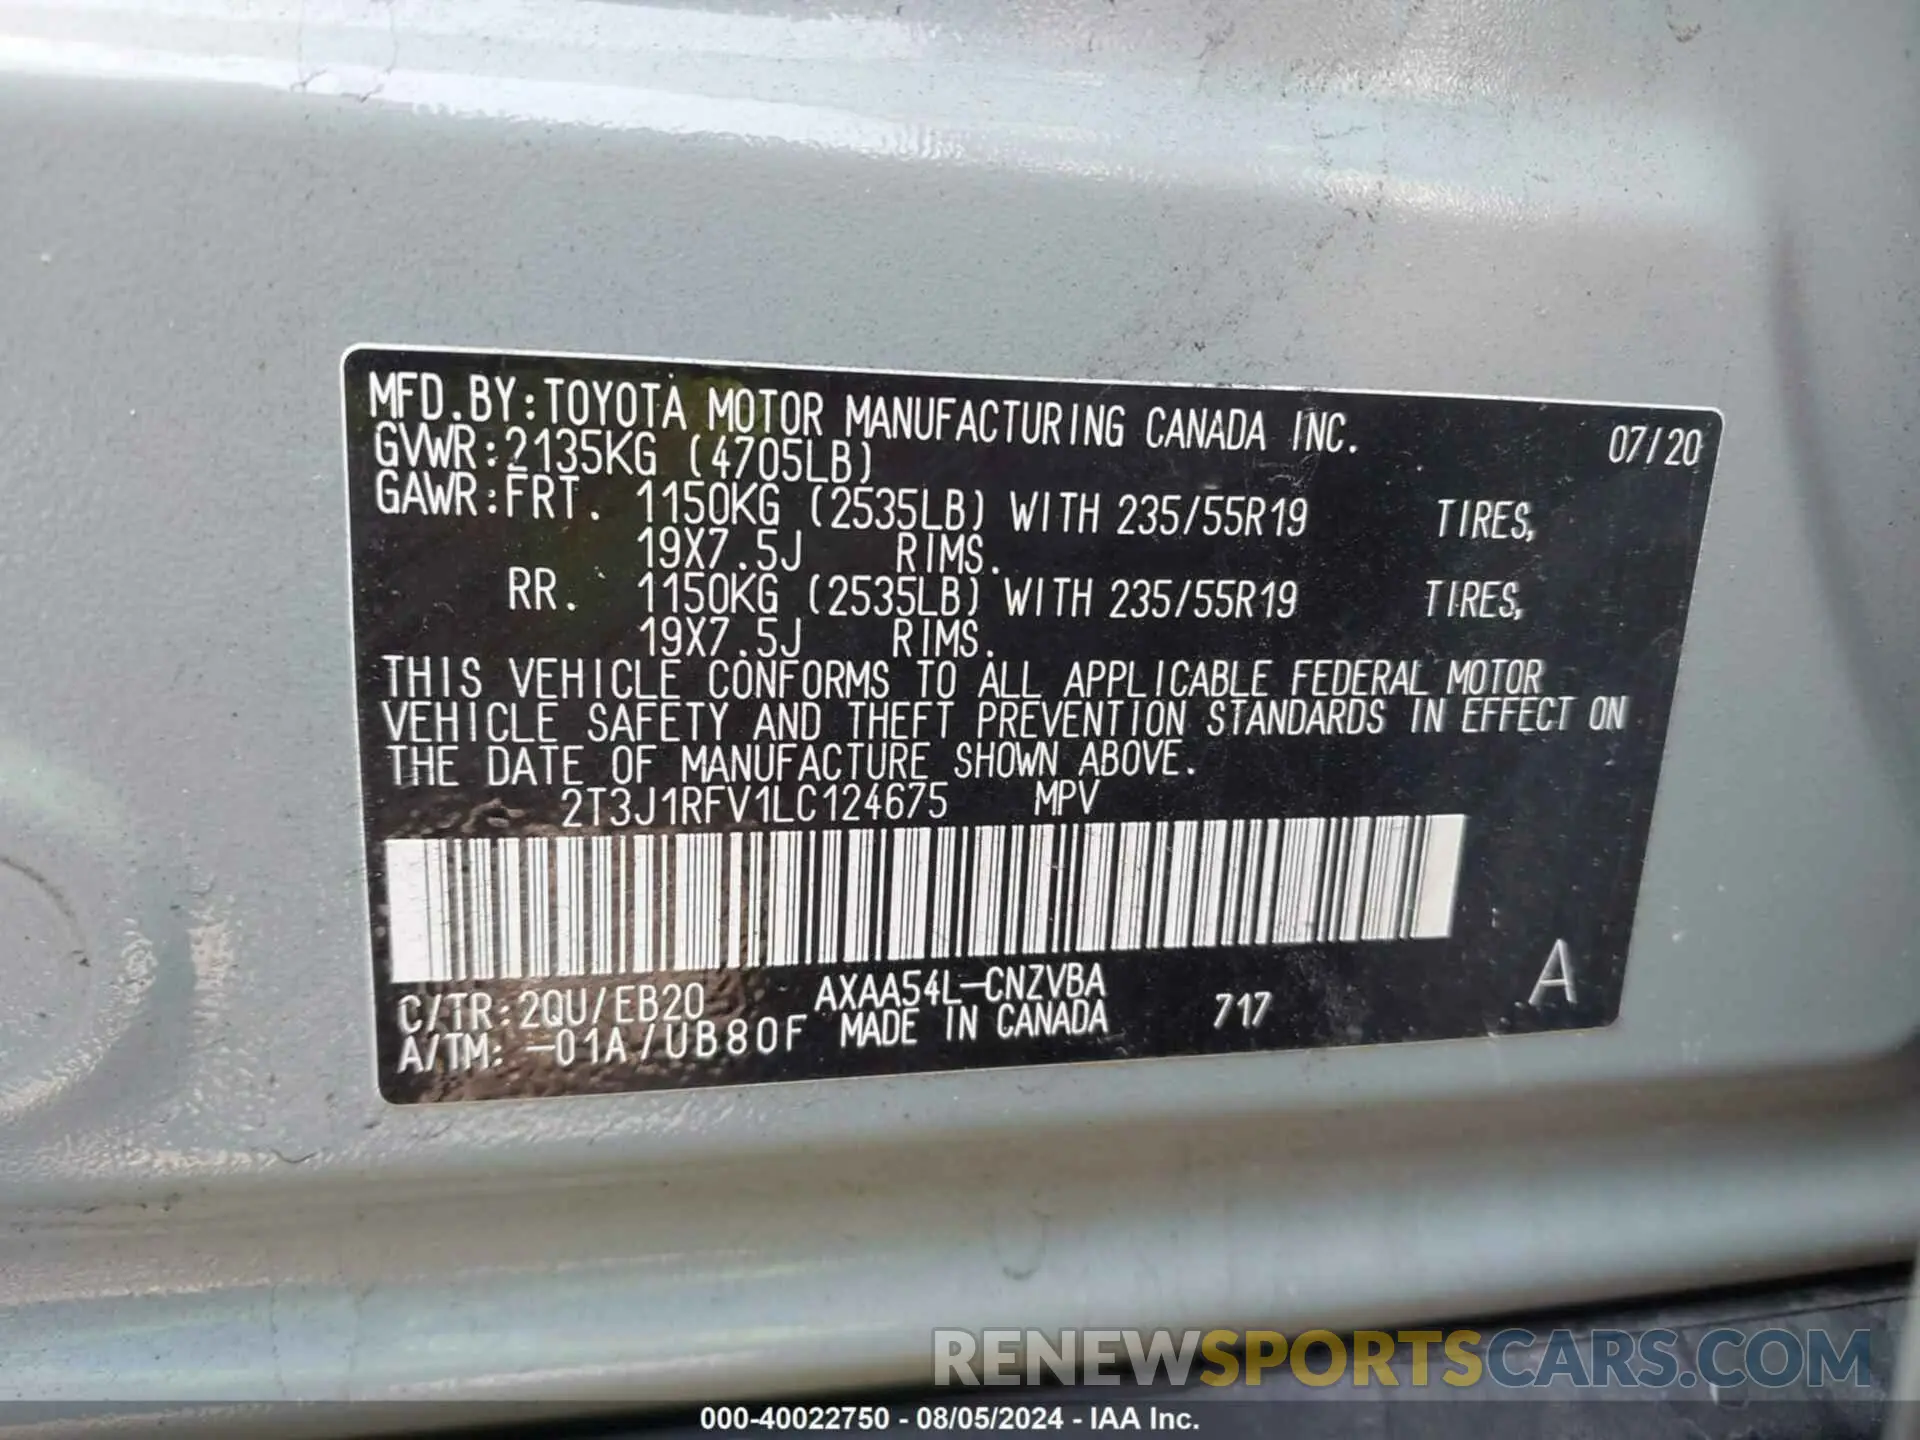 MFD.BY:TOYOTA MOTOR MANUFACTURING CANADA INC. 07/20
GVWR:2135KG (4705LB)
GAWR:FRT. 1150KG (2535LB) WITH 235/55R19 TIRES,
19X7.5J RIMS.
RR. 1150KG (2535LB) WITH 235/55R19 TIRES,
19X7.5J RIMS.
THIS VEHICLE CONFORMS TO ALL APPLICABLE FEDERAL MOTOR
VEHICLE SAFETY AND THEFT PREVENTION STANDARDS IN EFFECT ON
THE DATE OF MANUFACTURE SHOWN ABOVE.
2T3J1RFV1LC124675 MPV
C/TR:2QU/EB20 AXAA54L-CNZVBA 717 A
A/TM: -01A/UB80F MADE IN CANADA
RENEWSPORTSCARS.COM
000-40022750 - 08/05/2024 - IAA Inc.